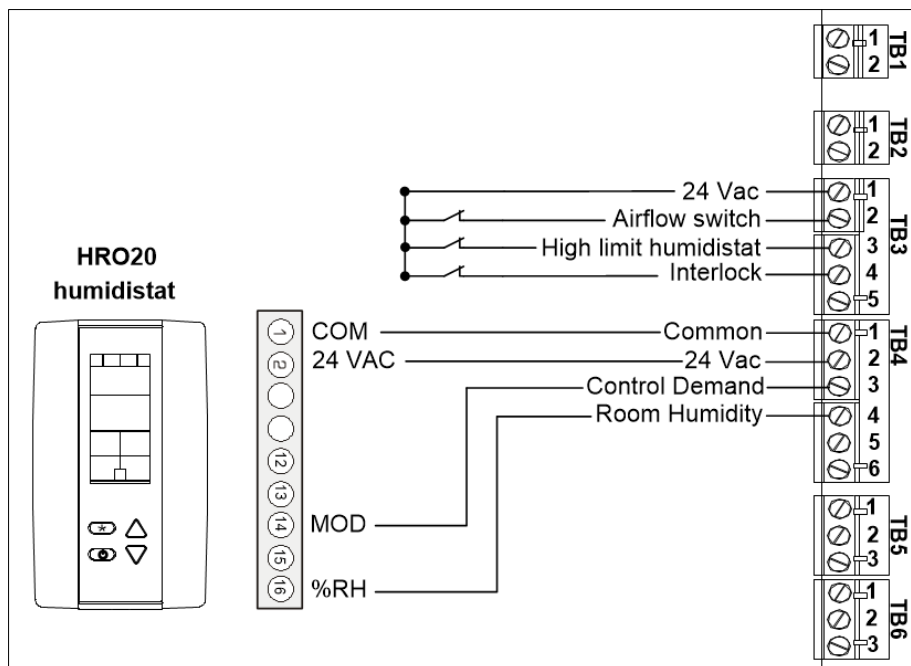 HRO20
humidistat
1 COM
2 24 VAC
12
13
14 MOD
15
16 %RH
24 Vac
Airflow switch
High limit humidistat
Interlock
Common
24 Vac
Control Demand
Room Humidity
TB1
1
2
TB2
1
2
TB3
1
2
3
4
5
TB4
1
2
3
4
5
6
TB5
1
2
3
TB6
1
2
3